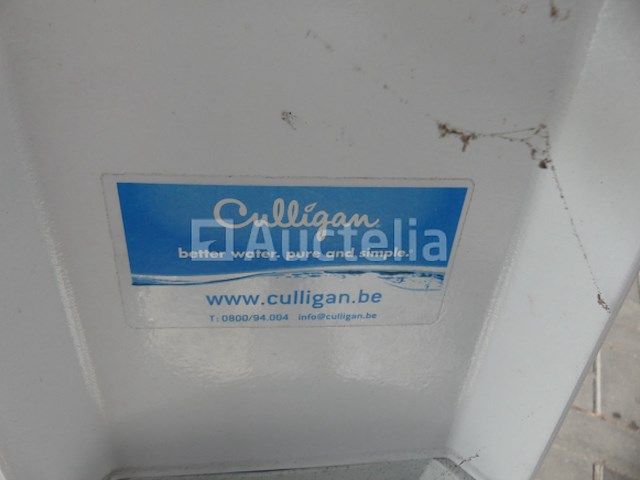 Culligan.
Auctelia
better water. pure and simple.®
www.culligan.be
T: 0800/94.004 info@culligan.be